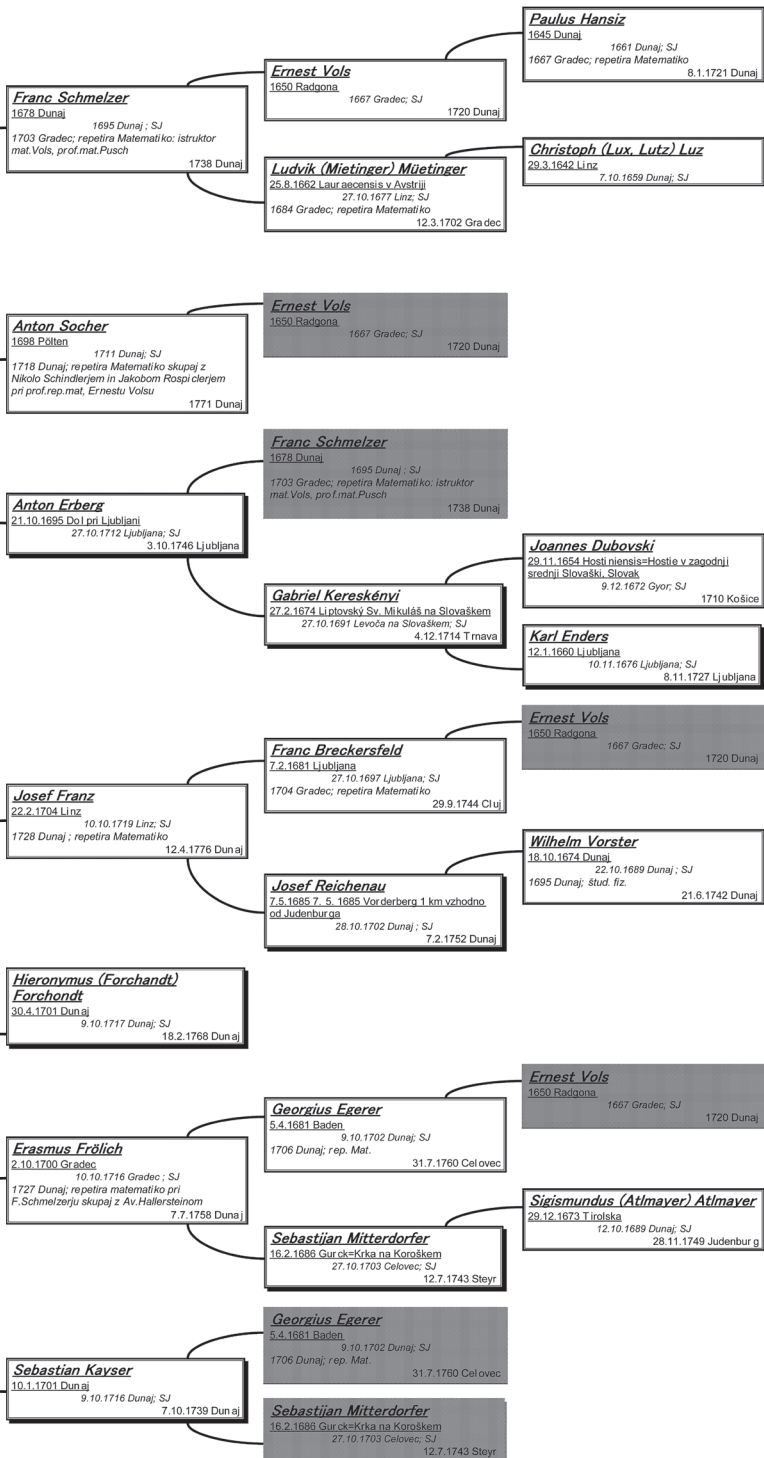 Paulus Hansiz
1645 Dunaj
1661 Dunaj; SJ
1667 Gradec; repetira Matematiko
8.1.1721 Dunaj
Ernest Vols
1650 Radgona
1667 Gradec; SJ
1720 Dunaj
Franc Schmelzer
1678 Dunaj
1695 Dunaj ; SJ
1703 Gradec; repetira Matematiko: istruktor
mat.Vols, prof.mat.Pusch
1738 Dunaj
Christoph (Lux, Lutz) Luz
29.3.1642 Linz
7.10.1659 Dunaj; SJ
Ludvik (Mietinger) Müetinger
25.8.1662 Lauraecensis v Avstriji
27.10.1677 Linz; SJ
1684 Gradec; repetira Matematiko
12.3.1702 Gradec
Ernest Vols
1650 Radgona
1667 Gradec; SJ
1720 Dunaj
Anton Socher
1698 Pölten
1711 Dunaj; SJ
1718 Dunaj; repetira Matematiko skupaj z
Nikolo Schindlerjem in Jakobom Rospiclerjem
pri prof.rep.mat, Ernestu Volsu
1771 Dunaj
Franc Schmelzer
1678 Dunaj
1695 Dunaj ; SJ
1703 Gradec; repetira Matematiko: istruktor
mat.Vols, prof.mat.Pusch
1738 Dunaj
Anton Erberg
21.10.1695 Dol pri Ljubljani
27.10.1712 Ljubljana; SJ
3.10.1746 Ljubljana
Joannes Dubovski
29.11.1654 Hostiniensis=Hostie v zagodnji
srednji Slovaški, Slovak
9.12.1672 Gyor; SJ
1710 Košice
Gabriel Kereskényi
27.2.1674 Liptovský Sv. Mikuláš na Slovaškem
27.10.1691 Levoča na Slovaškem; SJ
4.12.1714 Trnava
Karl Enders
12.1.1660 Ljubljana
10.11.1676 Ljubljana; SJ
8.11.1727 Ljubljana
Ernest Vols
1650 Radgona
1667 Gradec; SJ
1720 Dunaj
Franc Breckersfeld
7.2.1681 Ljubljana
27.10.1697 Ljubljana; SJ
1704 Gradec; repetira Matematiko
29.9.1744 Cluj
Josef Franz
22.2.1704 Linz
10.10.1719 Linz; SJ
1728 Dunaj ; repetira Matematiko
12.4.1776 Dunaj
Wilhelm Vorster
18.10.1674 Dunaj
22.10.1689 Dunaj ; SJ
1695 Dunaj; štud. fiz.
21.6.1742 Dunaj
Josef Reichenau
7.5.1685 7. 5. 1685 Vorderberg 1 km vzhodno
od Judenburga
28.10.1702 Dunaj ; SJ
7.2.1752 Dunaj
Hieronymus (Forchandt)
Forchondt
30.4.1701 Dunaj
9.10.1717 Dunaj; SJ
18.2.1768 Dunaj
Ernest Vols
1650 Radgona
1667 Gradec; SJ
1720 Dunaj
Georgius Egerer
5.4.1681 Baden
9.10.1702 Dunaj; SJ
1706 Dunaj; rep. Mat.
31.7.1760 Celovec
Erasmus Frölich
2.10.1700 Gradec
10.10.1716 Gradec ; SJ
1727 Dunaj; repetira matematiko pri
F.Schmelzerju skupaj z Av.Hallersteinom
7.7.1758 Dunaj
Sigismundus (Atlmayer) Atlmayer
29.12.1673 Tirolska
12.10.1689 Dunaj; SJ
28.11.1749 Judenburg
Sebastijan Mitterdorfer
16.2.1686 Gurck=Krka na Koroškem
27.10.1703 Celovec; SJ
12.7.1743 Steyr
Georgius Egerer
5.4.1681 Baden
9.10.1702 Dunaj; SJ
1706 Dunaj; rep. Mat.
31.7.1760 Celovec
Sebastian Kayser
10.1.1701 Dunaj
9.10.1716 Dunaj; SJ
7.10.1739 Dunaj
Sebastijan Mitterdorfer
16.2.1686 Gurck=Krka na Koroškem
27.10.1703 Celovec; SJ
12.7.1743 Steyr